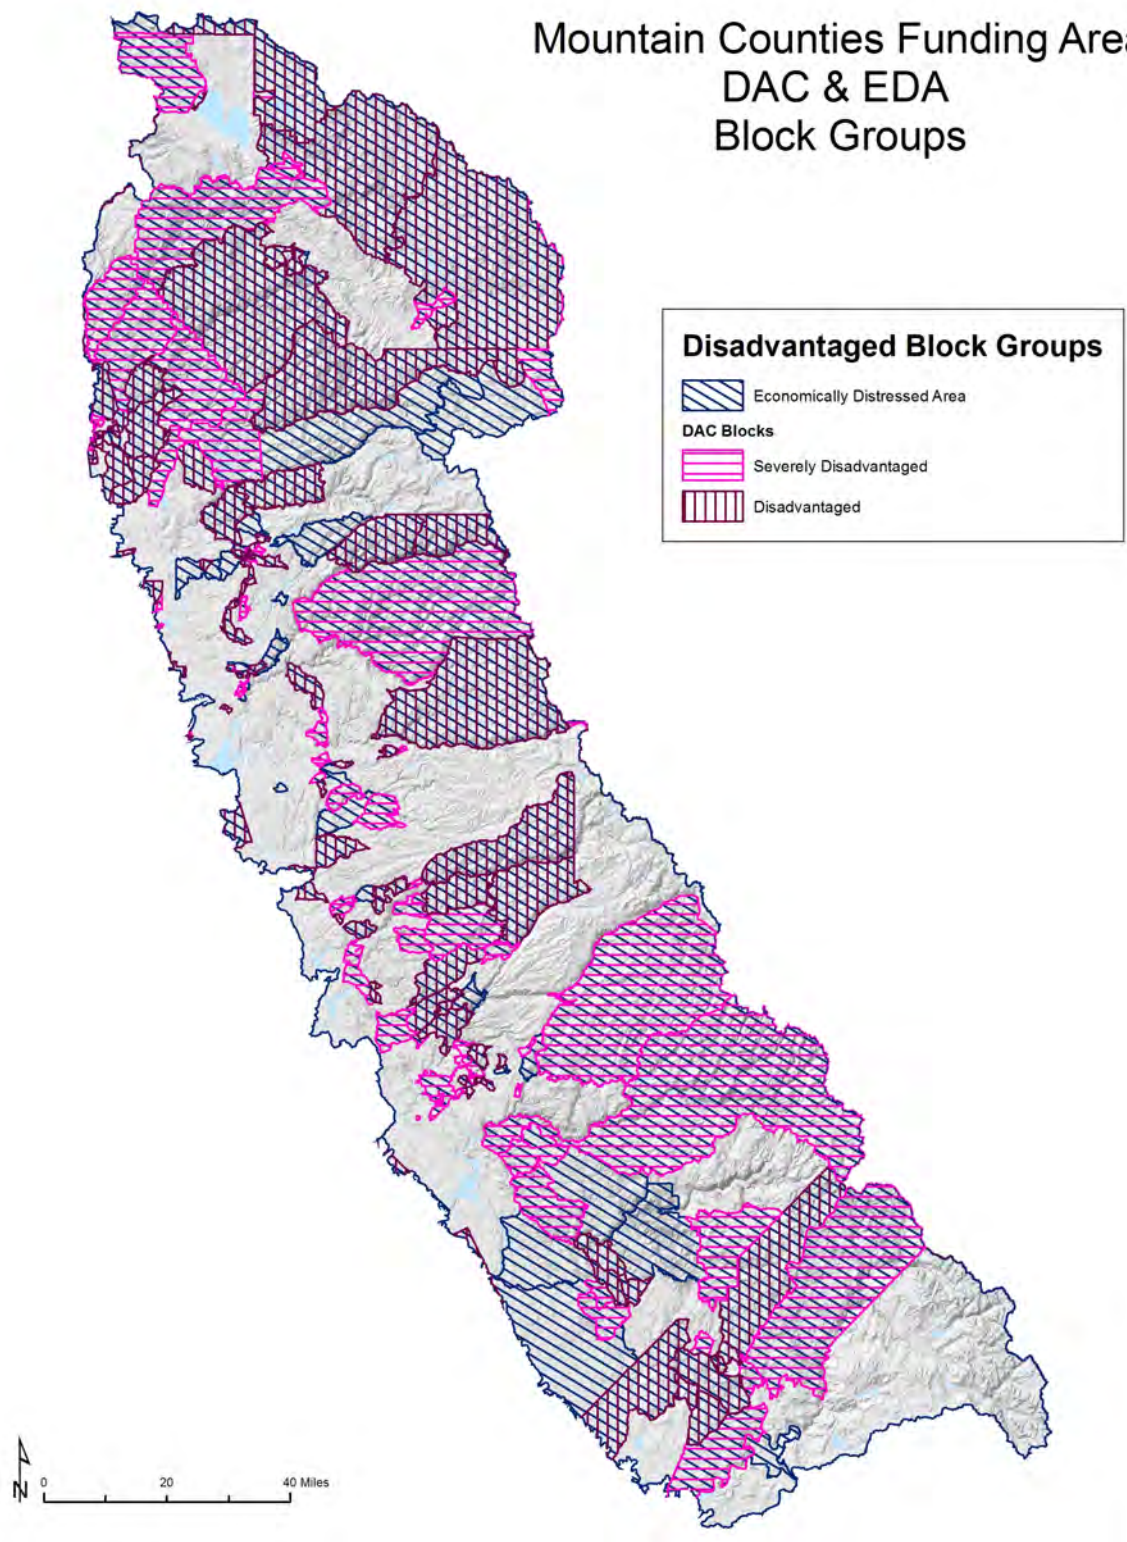 Mountain Counties Funding Area
DAC & EDA
Block Groups
Disadvantaged Block Groups
Economically Distressed Area
DAC Blocks
Severely Disadvantaged
Disadvantaged
N
0 20 40 Miles